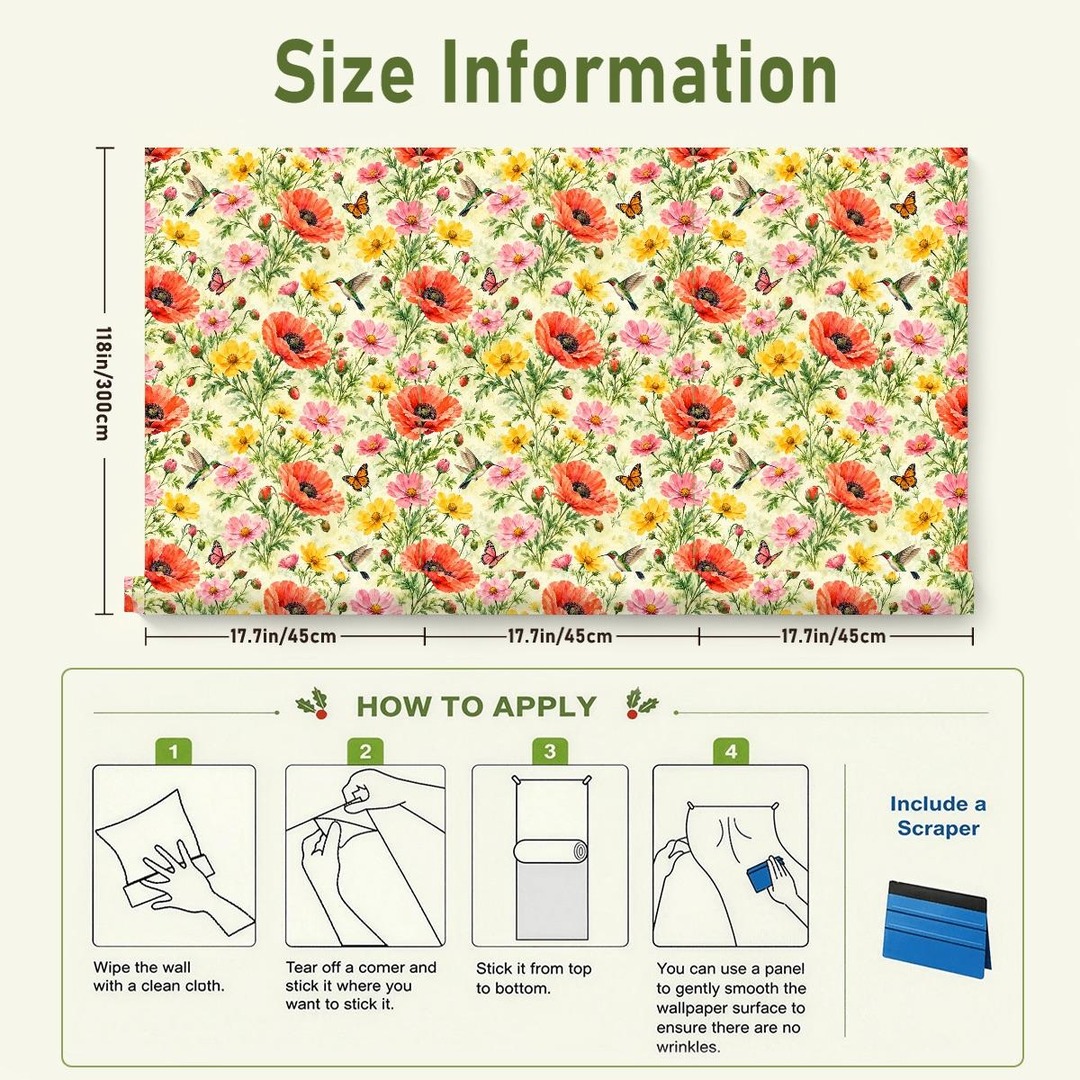 Size Information
118in/300cm
17.7in/45cm
17.7in/45cm
17.7in/45cm
HOW TO APPLY
1
2
3
4
Wipe the wall
with a clean cloth.
Tear off a corner and
stick it where you
want to stick it.
Stick it from top
to bottom.
You can use a panel
to gently smooth the
wallpaper surface to
ensure there are no
wrinkles.
Include a
Scraper